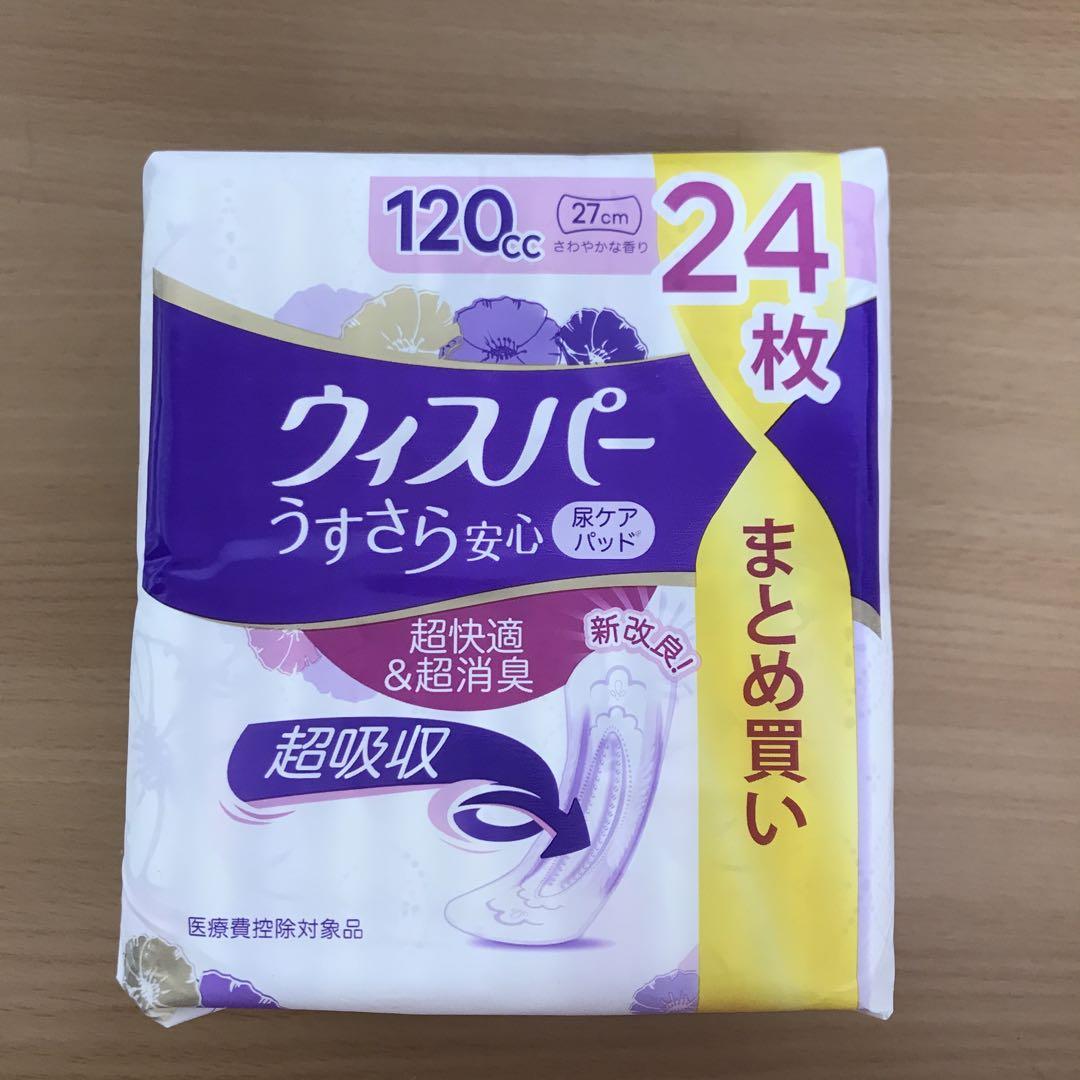 120cc
27cm
さわやかな香り
24
枚
ウィスパー
うすさら安心
尿ケア
パッド
まとめ買い
超快適
&超消臭
新改良!
超吸収
医療費控除対象品